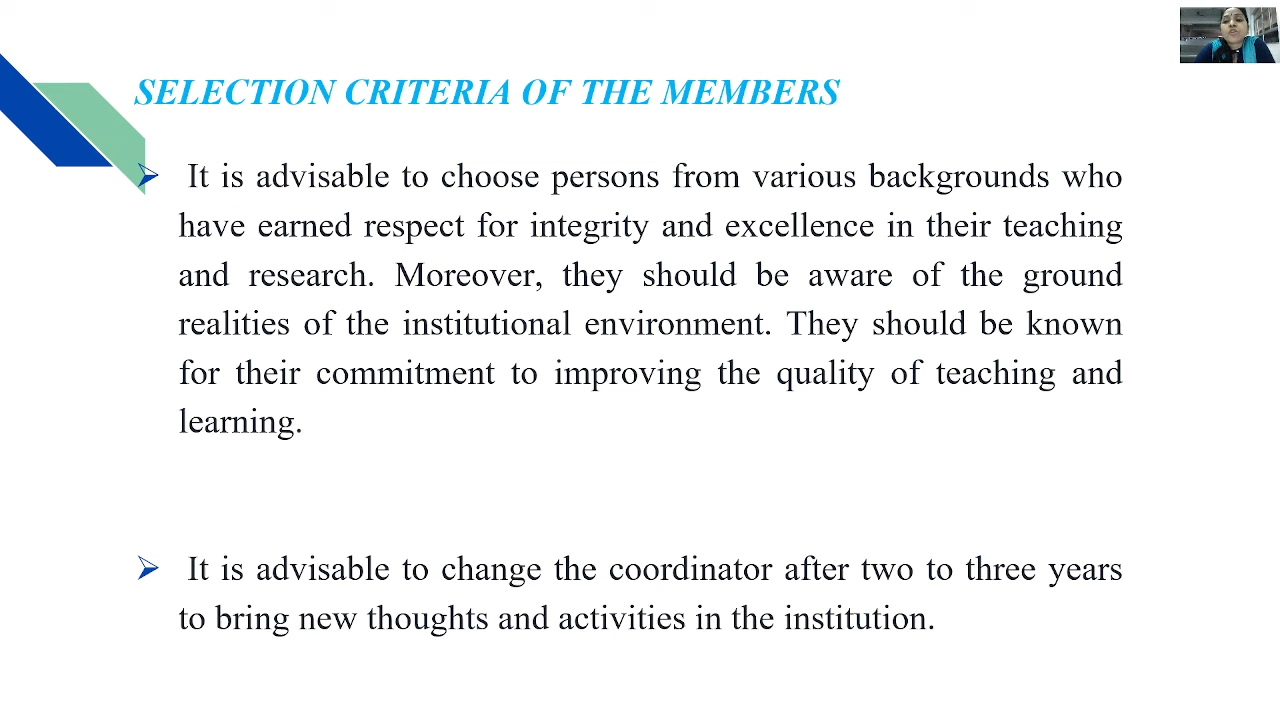 SELECTION CRITERIA OF THE MEMBERS
It is advisable to choose persons from various backgrounds who
have earned respect for integrity and excellence in their teaching
and research. Moreover, they should be aware of the ground
realities of the institutional environment. They should be known
for their commitment to improving the quality of teaching and
learning.
It is advisable to change the coordinator after two to three years
to bring new thoughts and activities in the institution.